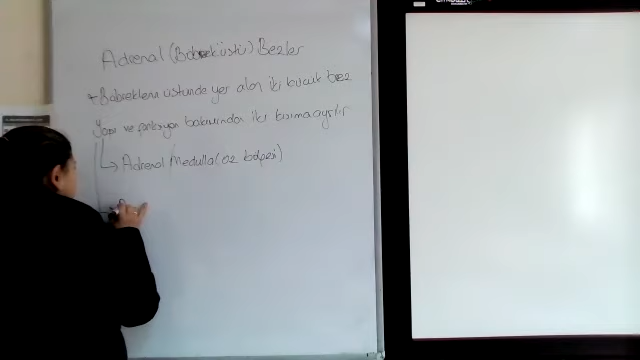 Adrenal (Böbreküstü) Bezler
* Böbreklerin üstünde yer alan iki küçük bez
Yapı ve fonksiyon bakımından iki kısıma ayrılır
→ Adrenal Medulla (öz bölgesi)